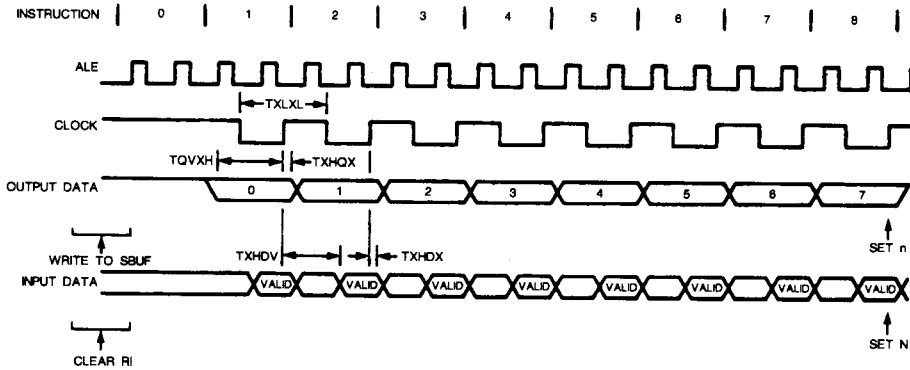 INSTRUCTION | 0 | 1 | 2 | 3 | 4 | 5 | 6 | 7 | 8 |
ALE
TXLXL
CLOCK
TQVXH TXHQX
OUTPUT DATA 0 1 2 3 4 5 6 7
WRITE TO SBUF TXHDV TXHDX SET n
INPUT DATA VALID VALID VALID VALID VALID VALID VALID VALID
CLEAR RI SET N